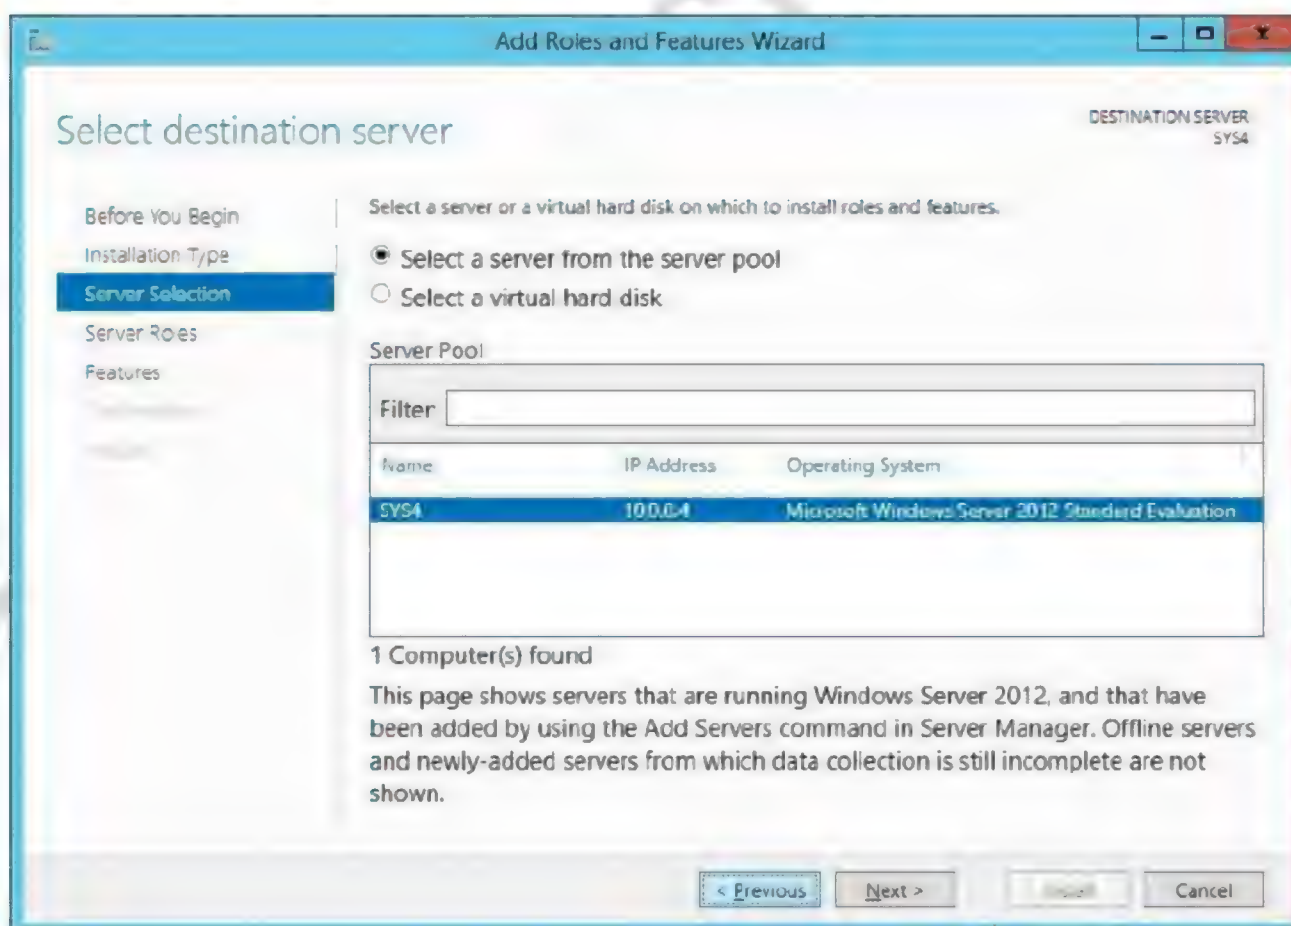 Add Roles and Features Wizard
Select destination server
DESTINATION SERVER
SYS4
Before You Begin
Installation Type
Server Selection
Server Roles
Features
Select a server or a virtual hard disk on which to install roles and features.
Select a server from the server pool
Select a virtual hard disk
Server Pool
Filter
Name IP Address Operating System
SYS4 10.0.0.4 Microsoft Windows Server 2012 Standard Evaluation
1 Computer(s) found
This page shows servers that are running Windows Server 2012, and that have
been added by using the Add Servers command in Server Manager. Offline servers
and newly-added servers from which data collection is still incomplete are not
shown.
< Previous Next > Cancel